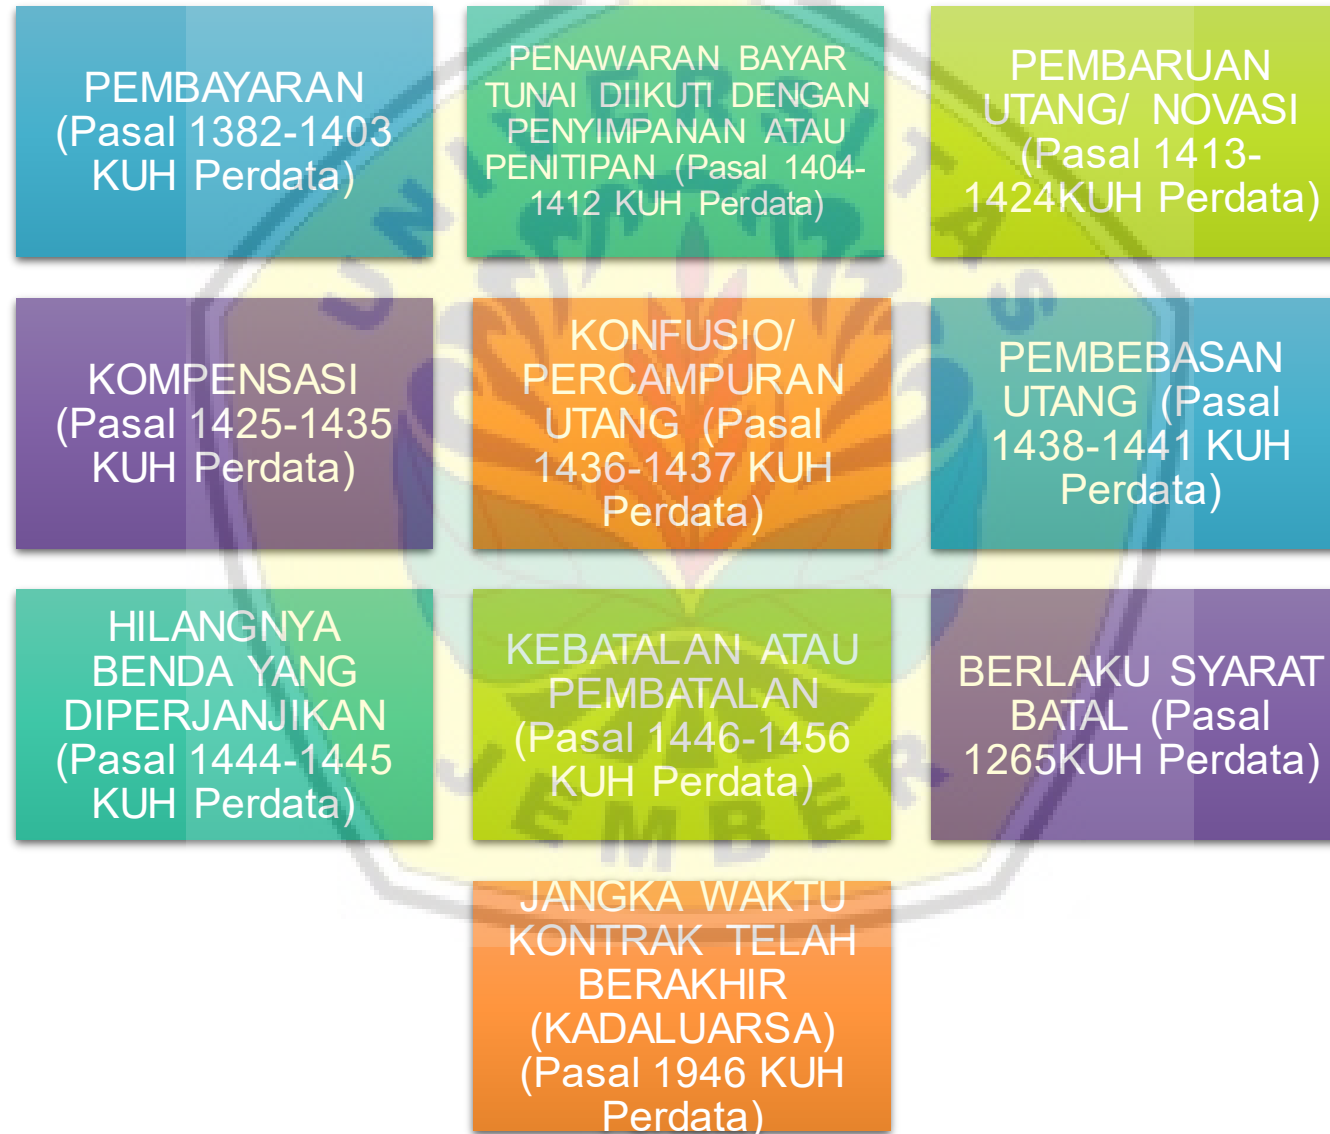 PEMBAYARAN
(Pasal 1382-1403
KUH Perdata)
PENAWARAN BAYAR
TUNAI DIIKUTI DENGAN
PENYIMPANAN ATAU
PENITIPAN (Pasal 1404-
1412 KUH Perdata)
PEMBARUAN
UTANG/ NOVASI
(Pasal 1413-
1424KUH Perdata)
KOMPENSASI
(Pasal 1425-1435
KUH Perdata)
KONFUSIO/
PERCAMPURAN
UTANG (Pasal
1436-1437 KUH
Perdata)
PEMBEBASAN
UTANG (Pasal
1438-1441 KUH
Perdata)
HILANGNYA
BENDA YANG
DIPERJANJIKAN
(Pasal 1444-1445
KUH Perdata)
KEBATALAN ATAU
PEMBATALAN
(Pasal 1446-1456
KUH Perdata)
BERLAKU SYARAT
BATAL (Pasal
1265KUH Perdata)
JANGKA WAKTU
KONTRAK TELAH
BERAKHIR
(KADALUARSA)
(Pasal 1946 KUH
Perdata)
UNIVERSITAS
JEMBER